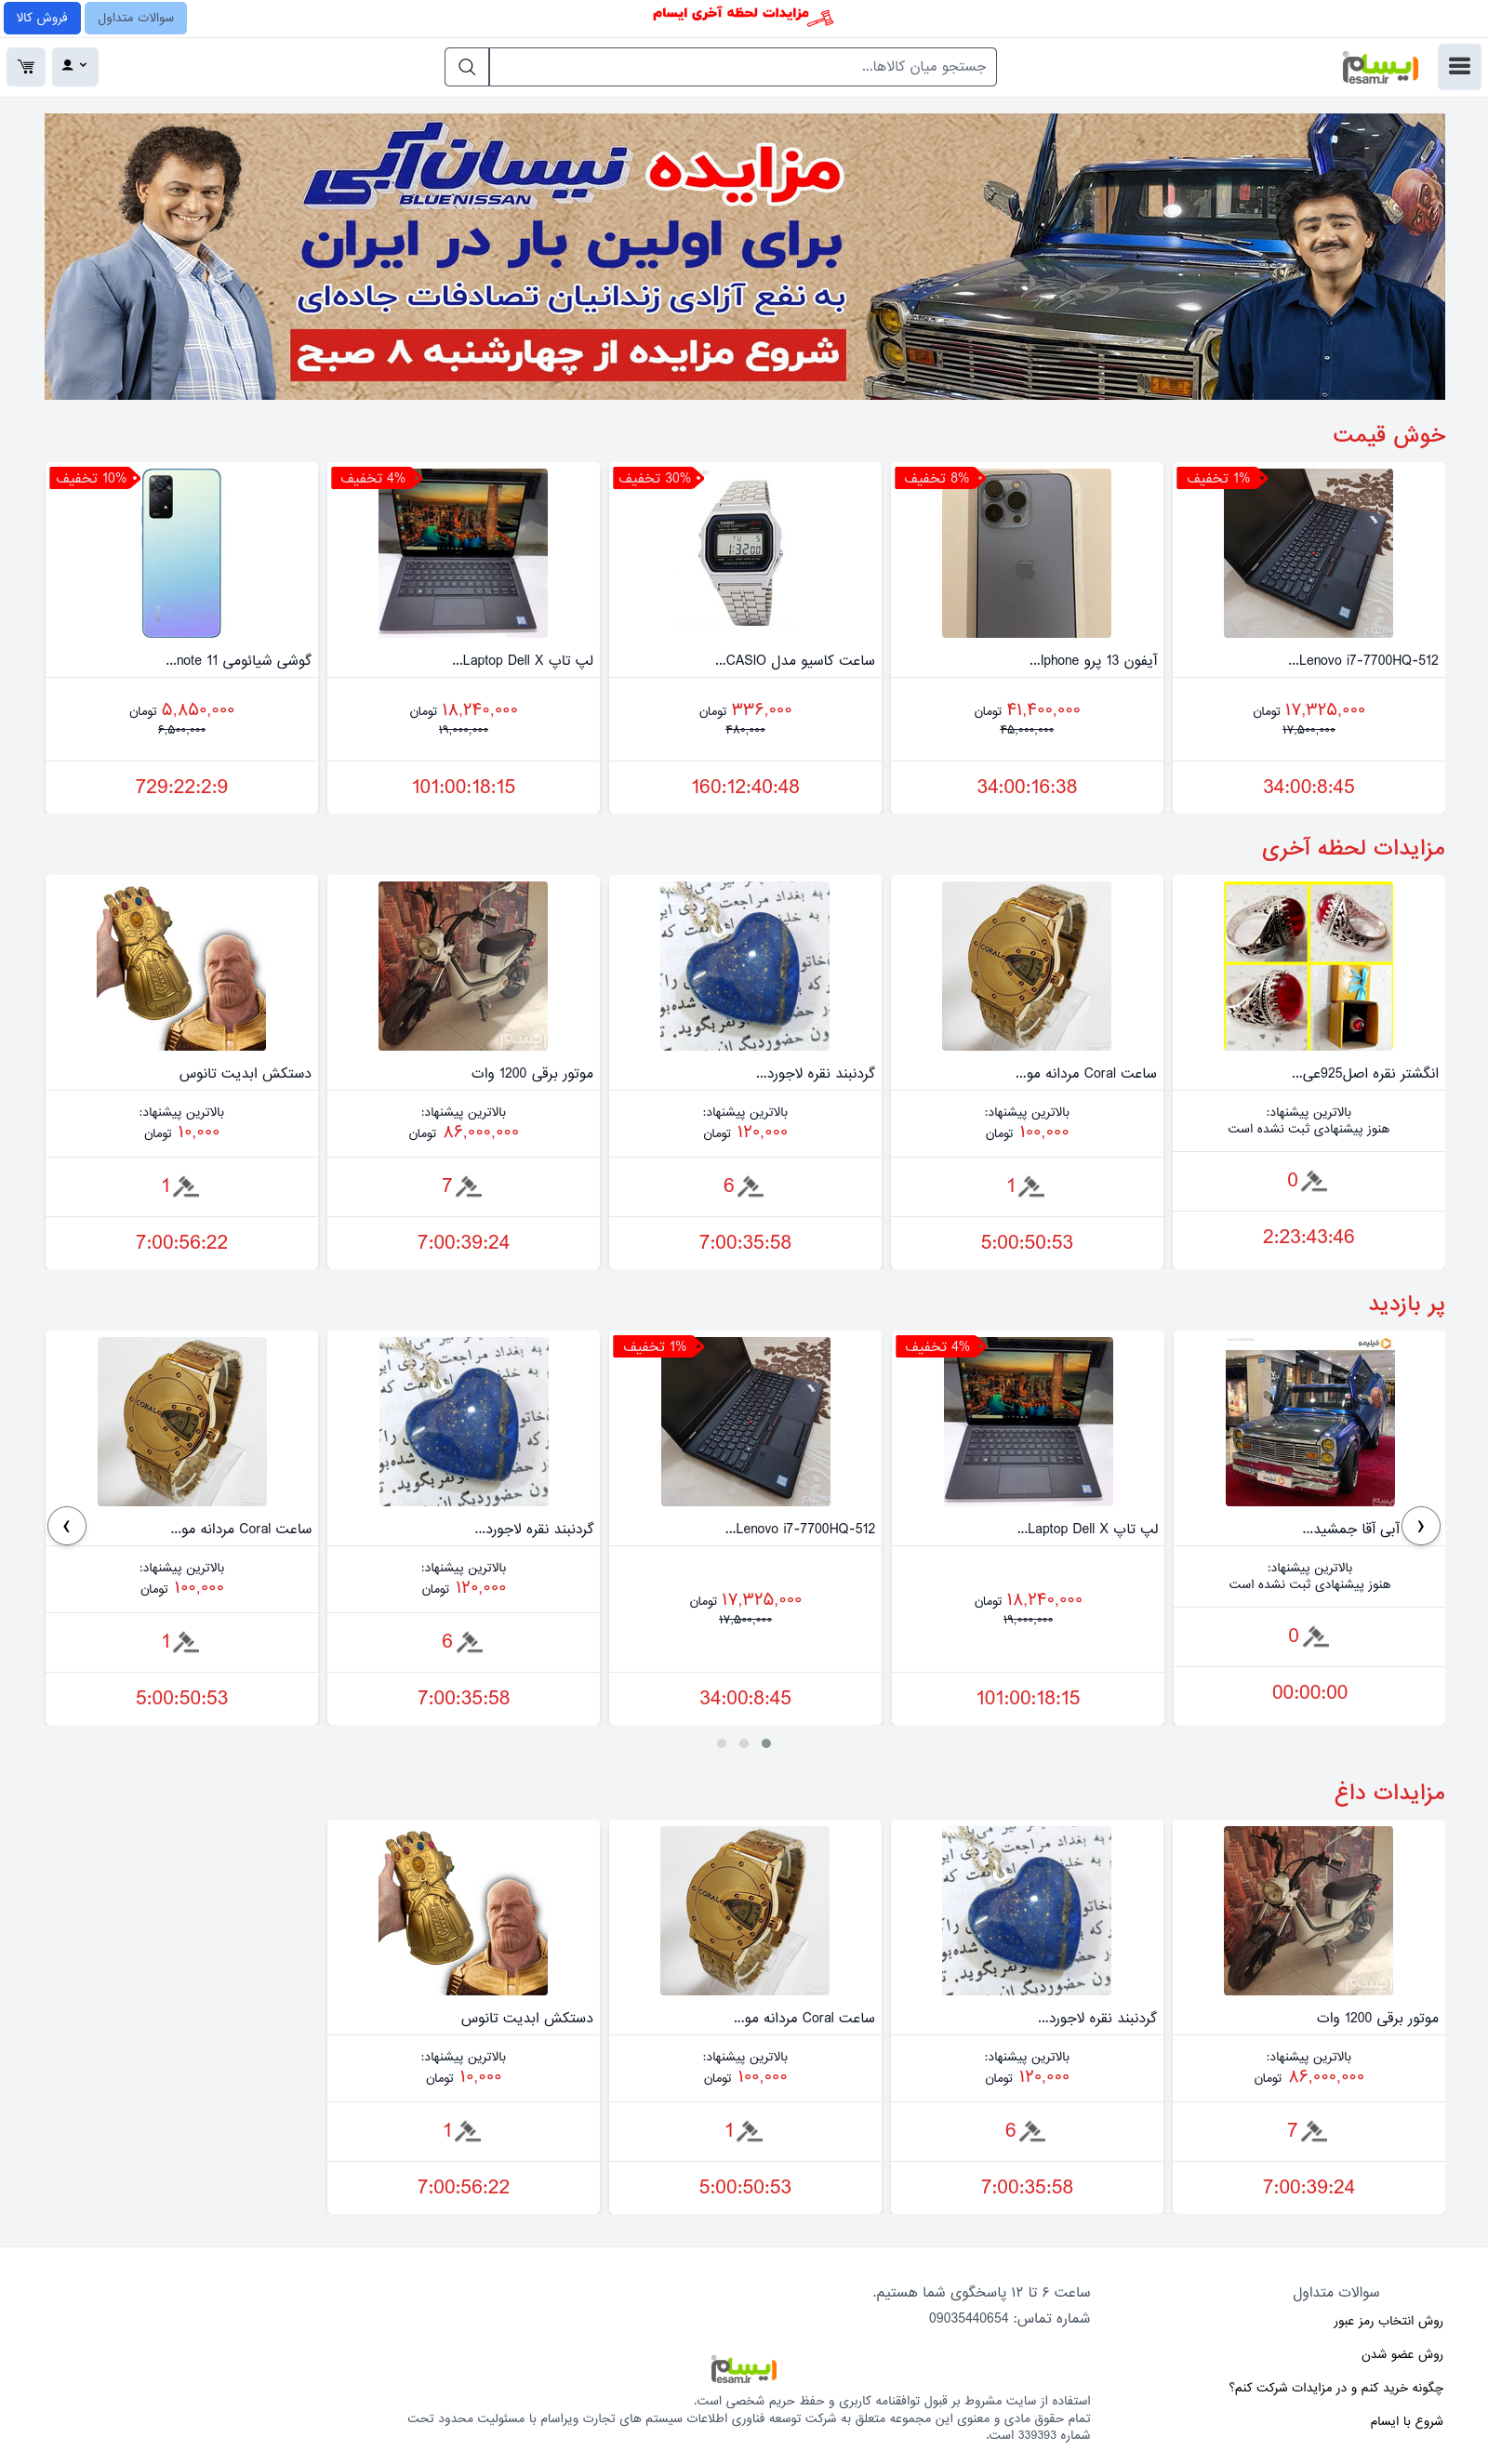 مزایدات لحظه آخری ایسام
سوالات متداول
فروش کالا
ایسام
esam.ir
جستجو میان کالاها...
مزایده نیسان آبی
BLUENISSAN
برای اولین بار در ایران
به نفع آزادی زندانیان تصادفات جاده‌ای
شروع مزایده از چهارشنبه ۸ صبح
خوش قیمت
1% تخفیف
Lenovo i7-7700HQ-512...
۱۷,۳۲۵,۰۰۰ تومان
۱۷,۵۰۰,۰۰۰
34:00:8:45
8% تخفیف
آیفون 13 پرو Iphone...
۴۱,۴۰۰,۰۰۰ تومان
۴۵,۰۰۰,۰۰۰
34:00:16:38
30% تخفیف
ساعت کاسیو مدل CASIO...
۳۳۶,۰۰۰ تومان
۴۸۰,۰۰۰
160:12:40:48
4% تخفیف
لپ تاپ Laptop Dell X...
۱۸,۲۴۰,۰۰۰ تومان
۱۹,۰۰۰,۰۰۰
101:00:18:15
10% تخفیف
گوشی شیائومی note 11...
۵,۸۵۰,۰۰۰ تومان
۶,۵۰۰,۰۰۰
729:22:2:9
مزایدات لحظه آخری
انگشتر نقره اصل925عی...
بالاترین پیشنهاد:
هنوز پیشنهادی ثبت نشده است
0
2:23:43:46
ساعت Coral مردانه مو...
بالاترین پیشنهاد:
۱۰۰,۰۰۰ تومان
1
5:00:50:53
گردنبند نقره لاجورد...
بالاترین پیشنهاد:
۱۲۰,۰۰۰ تومان
6
7:00:35:58
موتور برقی 1200 وات
بالاترین پیشنهاد:
۸۶,۰۰۰,۰۰۰ تومان
7
7:00:39:24
دستکش ابدیت تانوس
بالاترین پیشنهاد:
۱۰,۰۰۰ تومان
1
7:00:56:22
پر بازدید
فیلیمو
آبی آقا جمشید...
بالاترین پیشنهاد:
هنوز پیشنهادی ثبت نشده است
0
00:00:00
4% تخفیف
لپ تاپ Laptop Dell X...
۱۸,۲۴۰,۰۰۰ تومان
۱۹,۰۰۰,۰۰۰
101:00:18:15
1% تخفیف
Lenovo i7-7700HQ-512...
۱۷,۳۲۵,۰۰۰ تومان
۱۷,۵۰۰,۰۰۰
34:00:8:45
گردنبند نقره لاجورد...
بالاترین پیشنهاد:
۱۲۰,۰۰۰ تومان
6
7:00:35:58
ساعت Coral مردانه مو...
بالاترین پیشنهاد:
۱۰۰,۰۰۰ تومان
1
5:00:50:53
مزایدات داغ
موتور برقی 1200 وات
بالاترین پیشنهاد:
۸۶,۰۰۰,۰۰۰ تومان
7
7:00:39:24
گردنبند نقره لاجورد...
بالاترین پیشنهاد:
۱۲۰,۰۰۰ تومان
6
7:00:35:58
ساعت Coral مردانه مو...
بالاترین پیشنهاد:
۱۰۰,۰۰۰ تومان
1
5:00:50:53
دستکش ابدیت تانوس
بالاترین پیشنهاد:
۱۰,۰۰۰ تومان
1
7:00:56:22
سوالات متداول
روش انتخاب رمز عبور
روش عضو شدن
چگونه خرید کنم و در مزایدات شرکت کنم؟
شروع با ایسام
ساعت ۶ تا ۱۲ پاسخگوی شما هستیم.
شماره تماس: 09035440654
ایسام
esam.ir
استفاده از سایت مشروط بر قبول توافقنامه کاربری و حفظ حریم شخصی است.
تمام حقوق مادی و معنوی این مجموعه متعلق به شرکت توسعه فناوری اطلاعات سیستم های تجارت ویراسام با مسئولیت محدود تحت
شماره 339393 است.